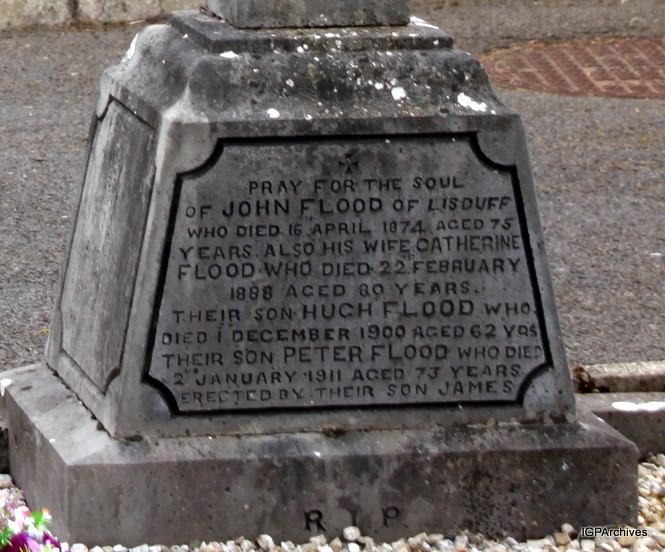 PRAY FOR THE SOUL
OF JOHN FLOOD OF LISDUFF
WHO DIED 16TH APRIL 1874 AGED 75
YEARS. ALSO HIS WIFE CATHERINE
FLOOD WHO DIED 22ND FEBRUARY
1888 AGED 80 YEARS.
THEIR SON HUGH FLOOD WHO
DIED 1ST DECEMBER 1900 AGED 62 YRS
THEIR SON PETER FLOOD WHO DIED
2ND JANUARY 1911 AGED 73 YEARS
ERECTED BY THEIR SON JAMES
R I P
IGPArchives